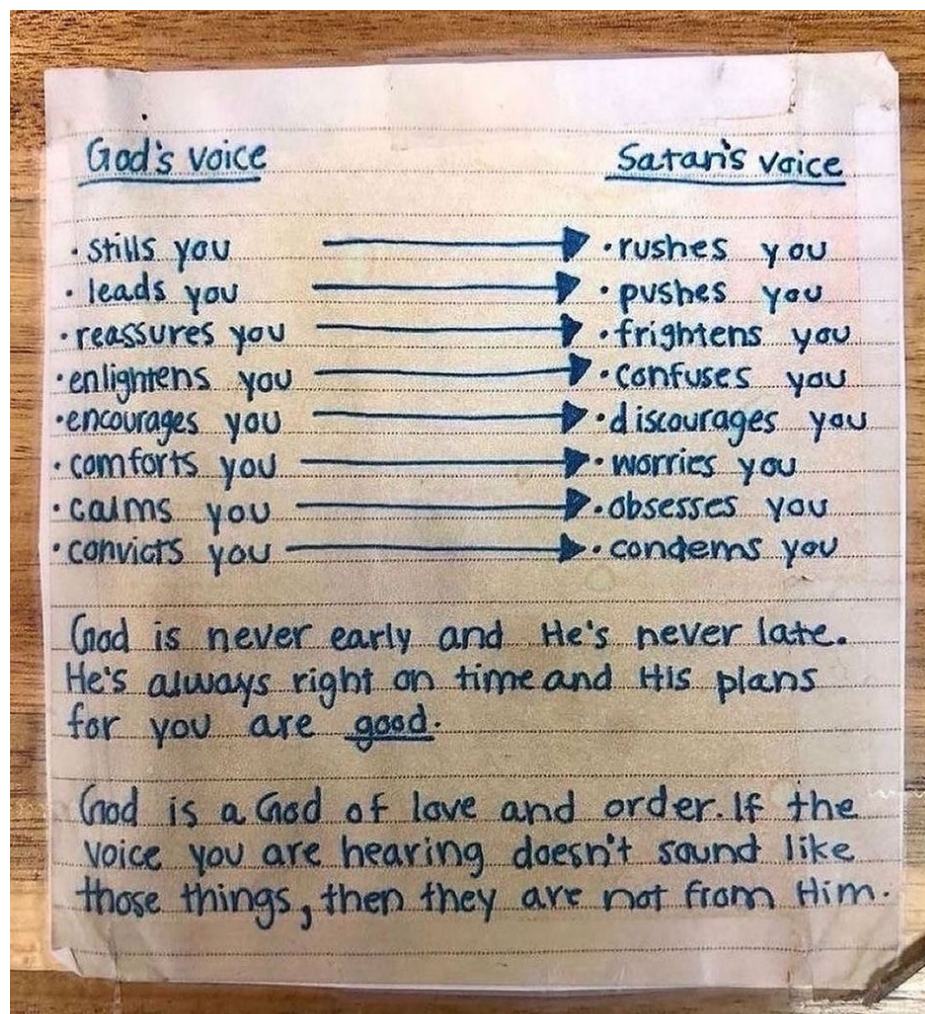 God's voice Satan's voice
• stills you → • rushes you
• leads you → • pushes you
• reassures you → • frightens you
• enlightens you → • confuses you
• encourages you → • discourages you
• comforts you → • worries you
• calms you → • obsesses you
• convicts you → • condems you
God is never early and He's never late.
He's always right on time and His plans
for you are good.
God is a God of love and order. If the
voice you are hearing doesn't sound like
those things, then they are not from Him.